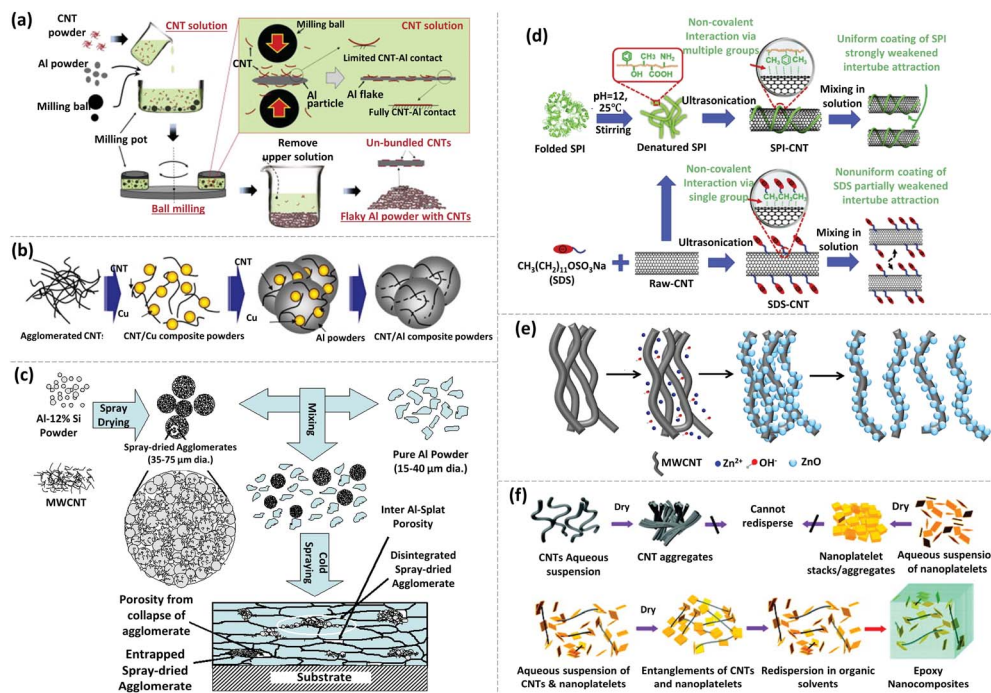 (a)
CNT
powder
CNT solution
Al powder
Milling ball
Milling pot
Ball milling
Milling ball
CNT solution
CNT
Limited CNT-Al contact
Al
particle
Al flake
Fully CNT-Al contact
Remove
upper solution
Un-bundled CNTs
Flaky Al powder with CNTs
(b)
CNT
Cu
CNT
Cu
Al powders
Agglomerated CNTs
CNT/Cu composite powders
CNT/Al composite powders
(c)
Al-12% Si
Powder
Spray
Drying
Spray-dried Agglomerates
(35-75 μm dia.)
MWCNT
Mixing
Pure Al Powder
(15-40 μm dia.)
Cold
Spraying
Inter Al-Splat
Porosity
Disintegrated
Spray-dried
Agglomerate
Porosity from
collapse of
agglomerate
Entrapped
Spray-dried
Agglomerate
Substrate
(d)
Non-covalent
Interaction via
multiple groups
Uniform coating of SPI
strongly weakened
intertube attraction
CH3 NH2
OH COOH
CH3 CH3
pH=12,
25℃
Stirring
Ultrasonication
Mixing in
solution
Folded SPI
Denatured SPI
SPI-CNT
Non-covalent
Interaction via
single group
Nonuniform coating of
SDS partially weakened
intertube attraction
CH3CH2CH3
Ultrasonication
Mixing in
solution
CH3(CH2)11OSO3Na
(SDS)
+
Raw-CNT
SDS-CNT
(e)
MWCNT
Zn2+
OH-
ZnO
(f)
Dry
Cannot
redisperse
Dry
CNTs Aqueous
suspension
CNT aggregates
Nanoplatelet
stacks/aggregates
Aqueous suspension
of nanoplatelets
Dry
Aqueous suspension of
CNTs & nanoplatelets
Entanglements of CNTs
and nanoplatelets
Redispersion in organic
solvents
Epoxy
Nanocomposites